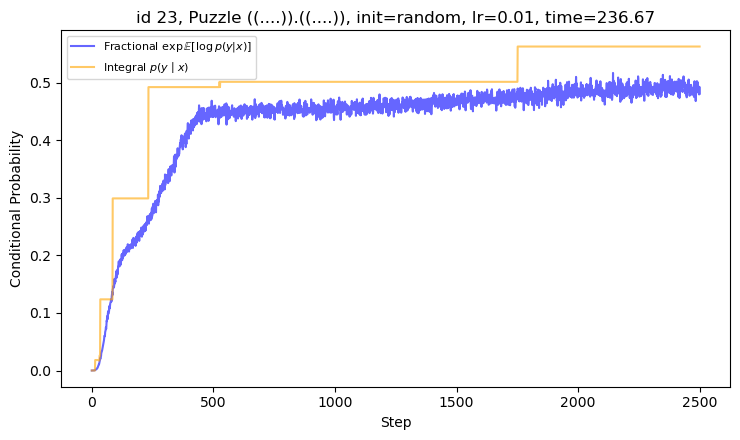 id 23, Puzzle ((....)).((....)), init=random, lr=0.01, time=236.67
Fractional exp𝔼[log p(y|x)]
Integral p(y | x)
Conditional Probability
0.5
0.4
0.3
0.2
0.1
0.0
0 500 1000 1500 2000 2500
Step